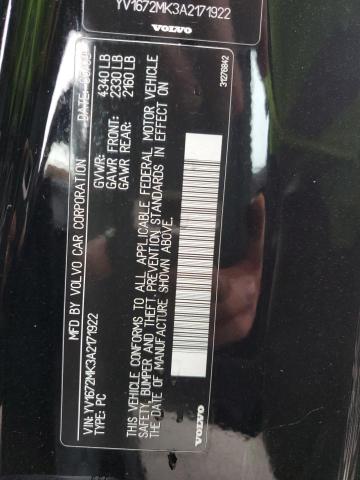 YV1672MK3A2171922
VOLVO
MFD BY VOLVO CAR CORPORATION
DATE:
GVWR: 4340 LB
GAWR FRONT: 2330 LB
GAWR REAR: 2160 LB
THIS VEHICLE CONFORMS TO ALL APPLICABLE FEDERAL MOTOR VEHICLE
SAFETY, BUMPER AND THEFT PREVENTION STANDARDS IN EFFECT ON
THE DATE OF MANUFACTURE SHOWN ABOVE.
VIN: YV1672MK3A2171922
TYPE: PC
31276842
VOLVO